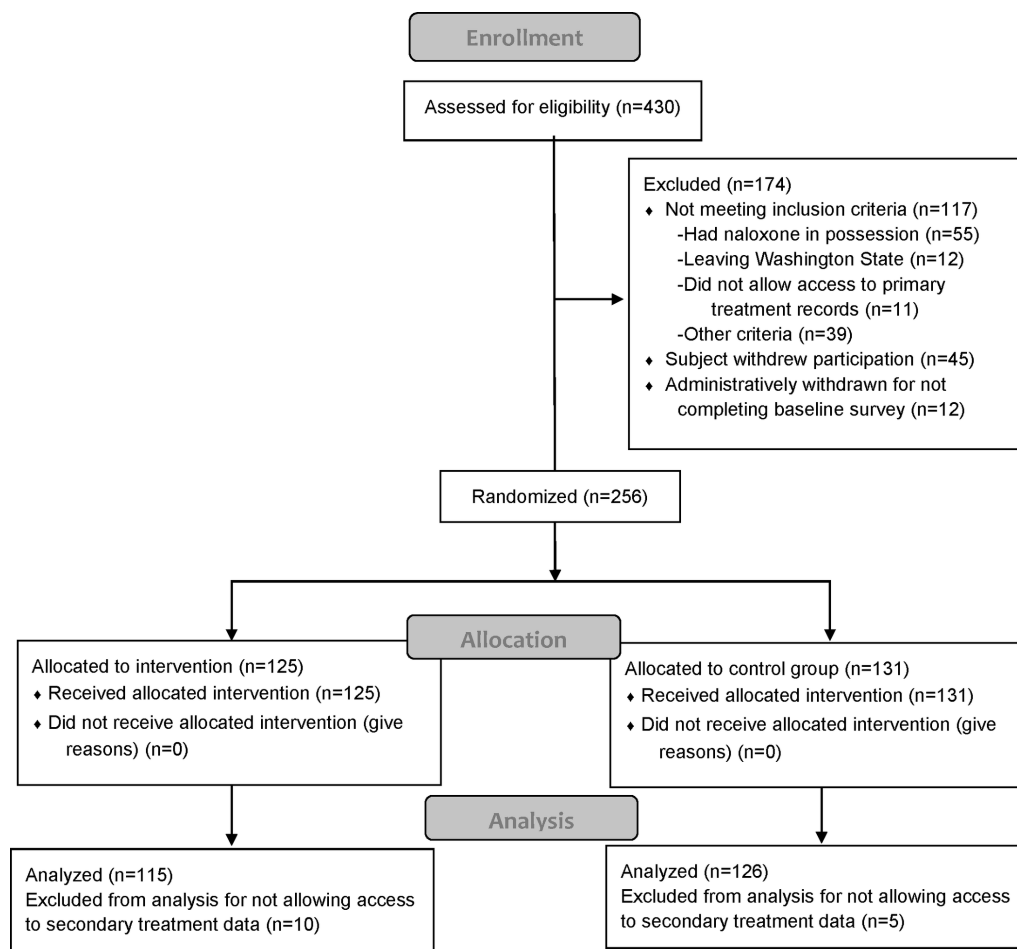 Enrollment
Assessed for eligibility (n=430)
Excluded (n=174)
♦ Not meeting inclusion criteria (n=117)
-Had naloxone in possession (n=55)
-Leaving Washington State (n=12)
-Did not allow access to primary
treatment records (n=11)
-Other criteria (n=39)
♦ Subject withdrew participation (n=45)
♦ Administratively withdrawn for not
completing baseline survey (n=12)
Randomized (n=256)
Allocation
Allocated to intervention (n=125)
♦ Received allocated intervention (n=125)
♦ Did not receive allocated intervention (give
reasons) (n=0)
Allocated to control group (n=131)
♦ Received allocated intervention (n=131)
♦ Did not receive allocated intervention (give
reasons) (n=0)
Analysis
Analyzed (n=115)
Excluded from analysis for not allowing access
to secondary treatment data (n=10)
Analyzed (n=126)
Excluded from analysis for not allowing access
to secondary treatment data (n=5)